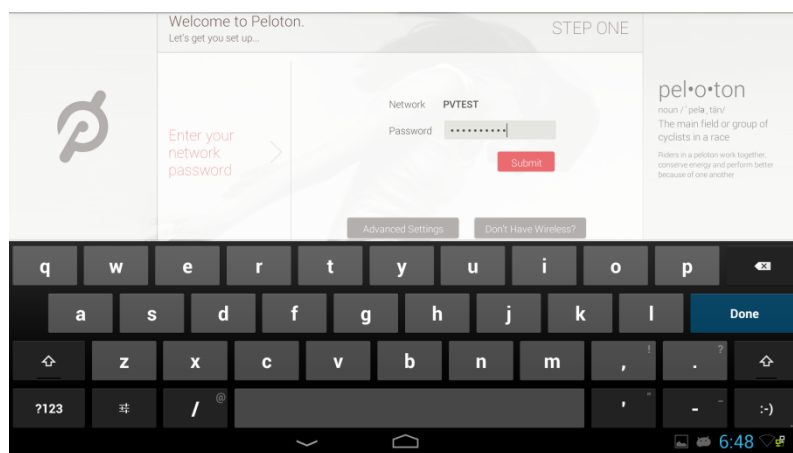 Welcome to Peloton.
Let's get you set up...
STEP ONE
Enter your
network
password
Network PVTEST
Password ••••••••••
Submit
Advanced Settings
Don't Have Wireless?
pel•o•ton
noun /ˈpelə ˌtän/
The main field or group of
cyclists in a race
Riders in a peloton work together,
conserve energy and perform better
because of one another
q w e r t y u i o p
a s d f g h j k l Done
z x c v b n m , ! . ?
?123 / @ ' " - _ :-)
6:48